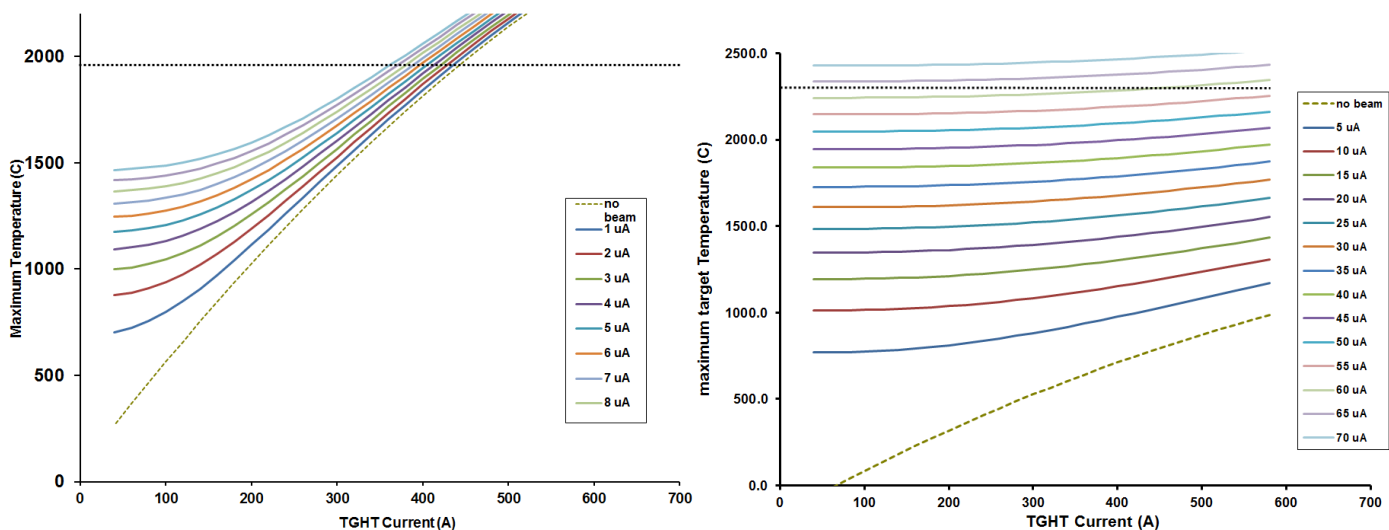 2000
1500
1000
500
0
0
100
200
300
400
500
600
700
Maximum Temperature (C)
TGHT Current (A)
no
beam
1 uA
2 uA
3 uA
4 uA
5 uA
6 uA
7 uA
8 uA
2500.0
2000.0
1500.0
1000.0
500.0
0.0
0
100
200
300
400
500
600
700
maximum target Temperature (C)
TGHT Current (A)
no beam
5 uA
10 uA
15 uA
20 uA
25 uA
30 uA
35 uA
40 uA
45 uA
50 uA
55 uA
60 uA
65 uA
70 uA